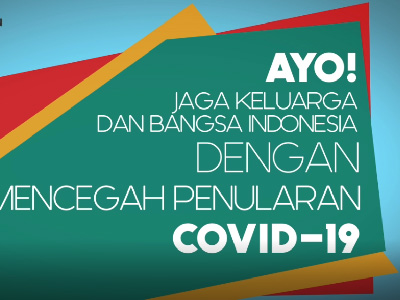 AYO!
JAGA KELUARGA
DAN BANGSA INDONESIA
DENGAN
MENCEGAH PENULARAN
COVID-19